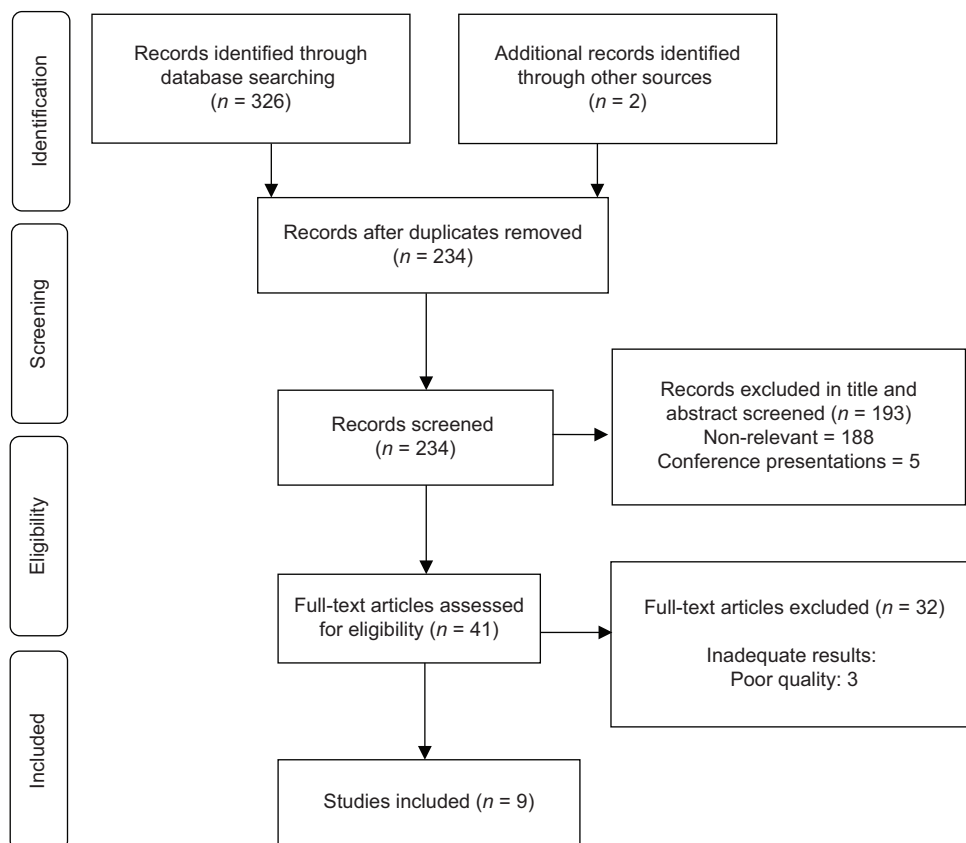 Identification
Records identified through
database searching
(n = 326)
Additional records identified
through other sources
(n = 2)
Records after duplicates removed
(n = 234)
Screening
Records screened
(n = 234)
Records excluded in title and
abstract screened (n = 193)
Non-relevant = 188
Conference presentations = 5
Eligibility
Full-text articles assessed
for eligibility (n = 41)
Full-text articles excluded (n = 32)
Inadequate results:
Poor quality: 3
Included
Studies included (n = 9)